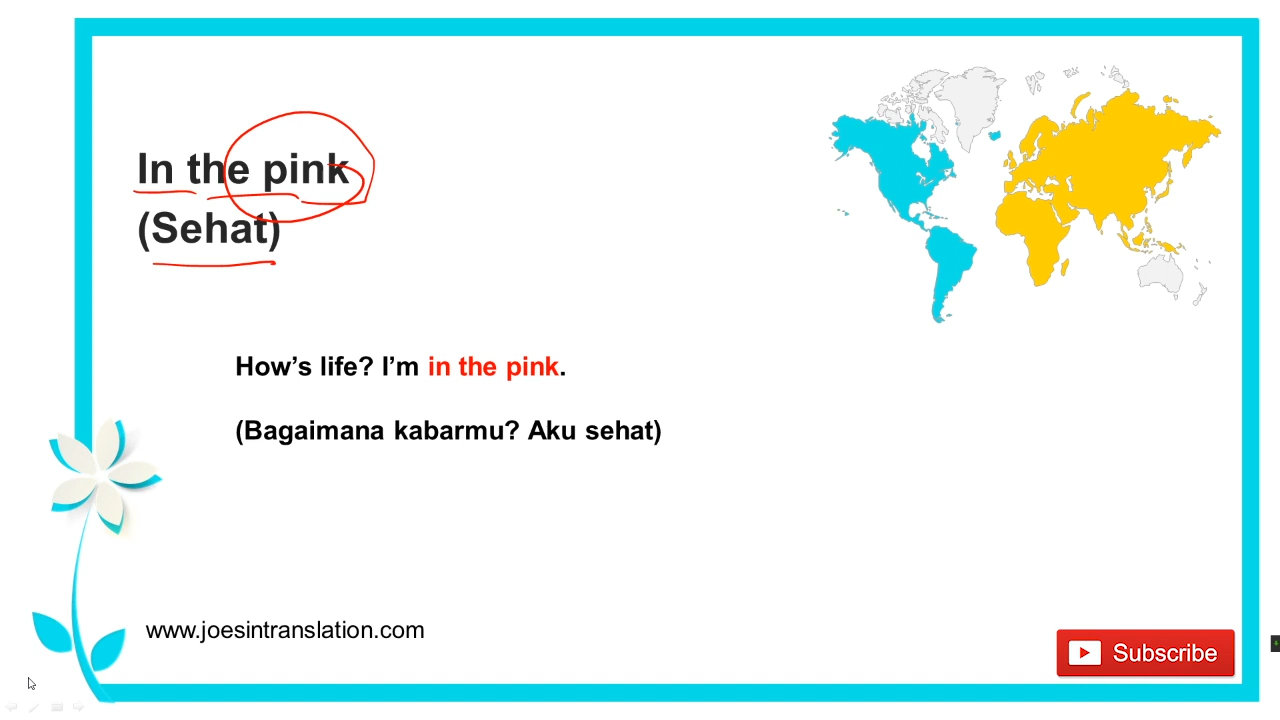 In the pink
(Sehat)
How’s life? I’m in the pink.
(Bagaimana kabarmu? Aku sehat)
www.joesintranslation.com
Subscribe